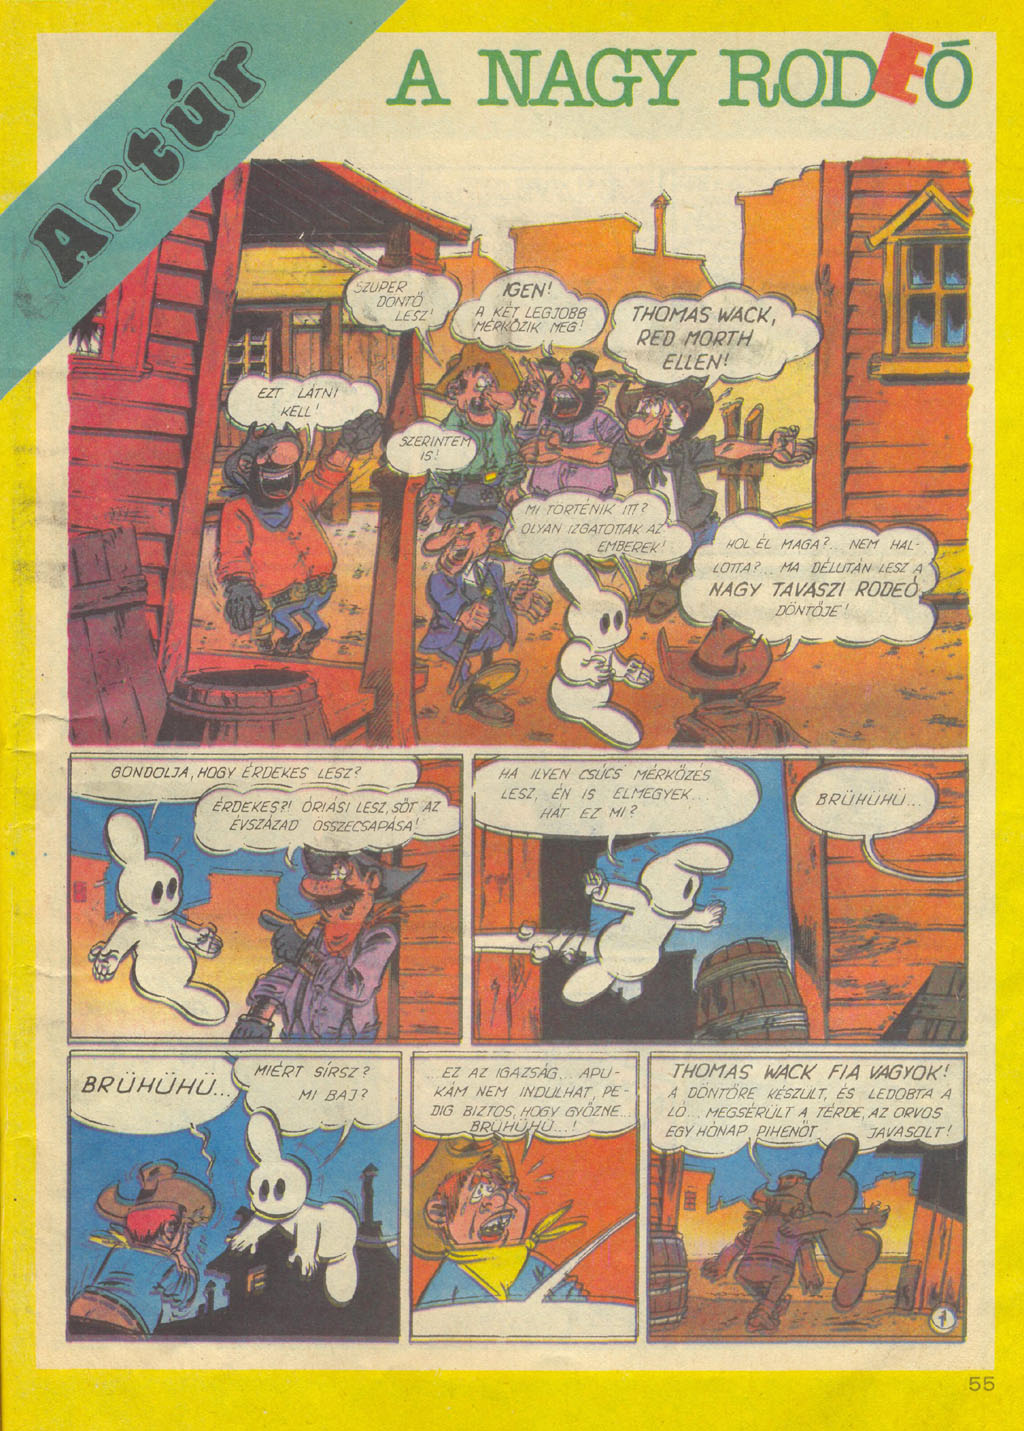 Artúr
A NAGY RODEÓ
SZUPER
DÖNTŐ
LESZ!
IGEN!
A KÉT LEGJOBB
MÉRKŐZIK MEG!
THOMAS WACK,
RED MORTH
ELLEN!
EZT LÁTNI
KELL!
SZERINTEM
IS!
MI TÖRTÉNIK ITT?
OLYAN IZGATOTTAK AZ
EMBEREK!
HOL ÉL MAGA?.. NEM HAL-
LOTTA?.. MA DÉLUTÁN LESZ A
NAGY TAVASZI RODEÓ
DÖNTŐJE!
GONDOLJA, HOGY ÉRDEKES LESZ?
ÉRDEKES?! ÓRIÁSI LESZ, SŐT AZ
ÉVSZÁZAD ÖSSZECSAPÁSA!
HA ILYEN CSÚCS MÉRKŐZÉS
LESZ, ÉN IS ELMEGYEK...
HÁT EZ MI?
BRÜHÜHÜ...
BRÜHÜHÜ...
MIÉRT SÍRSZ?
MI BAJ?
...EZ AZ IGAZSÁG... APU-
KÁM NEM INDULHAT, PE-
DIG BIZTOS, HOGY GYŐZNE...
BRÜHÜHÜ...!
THOMAS WACK FIA VAGYOK!
A DÖNTŐRE KÉSZÜLT, ÉS LEDOBTA A
LÓ... MEGSÉRÜLT A TÉRDE, AZ ORVOS
EGY HÓNAP PIHENŐT JAVASOLT!
1
55